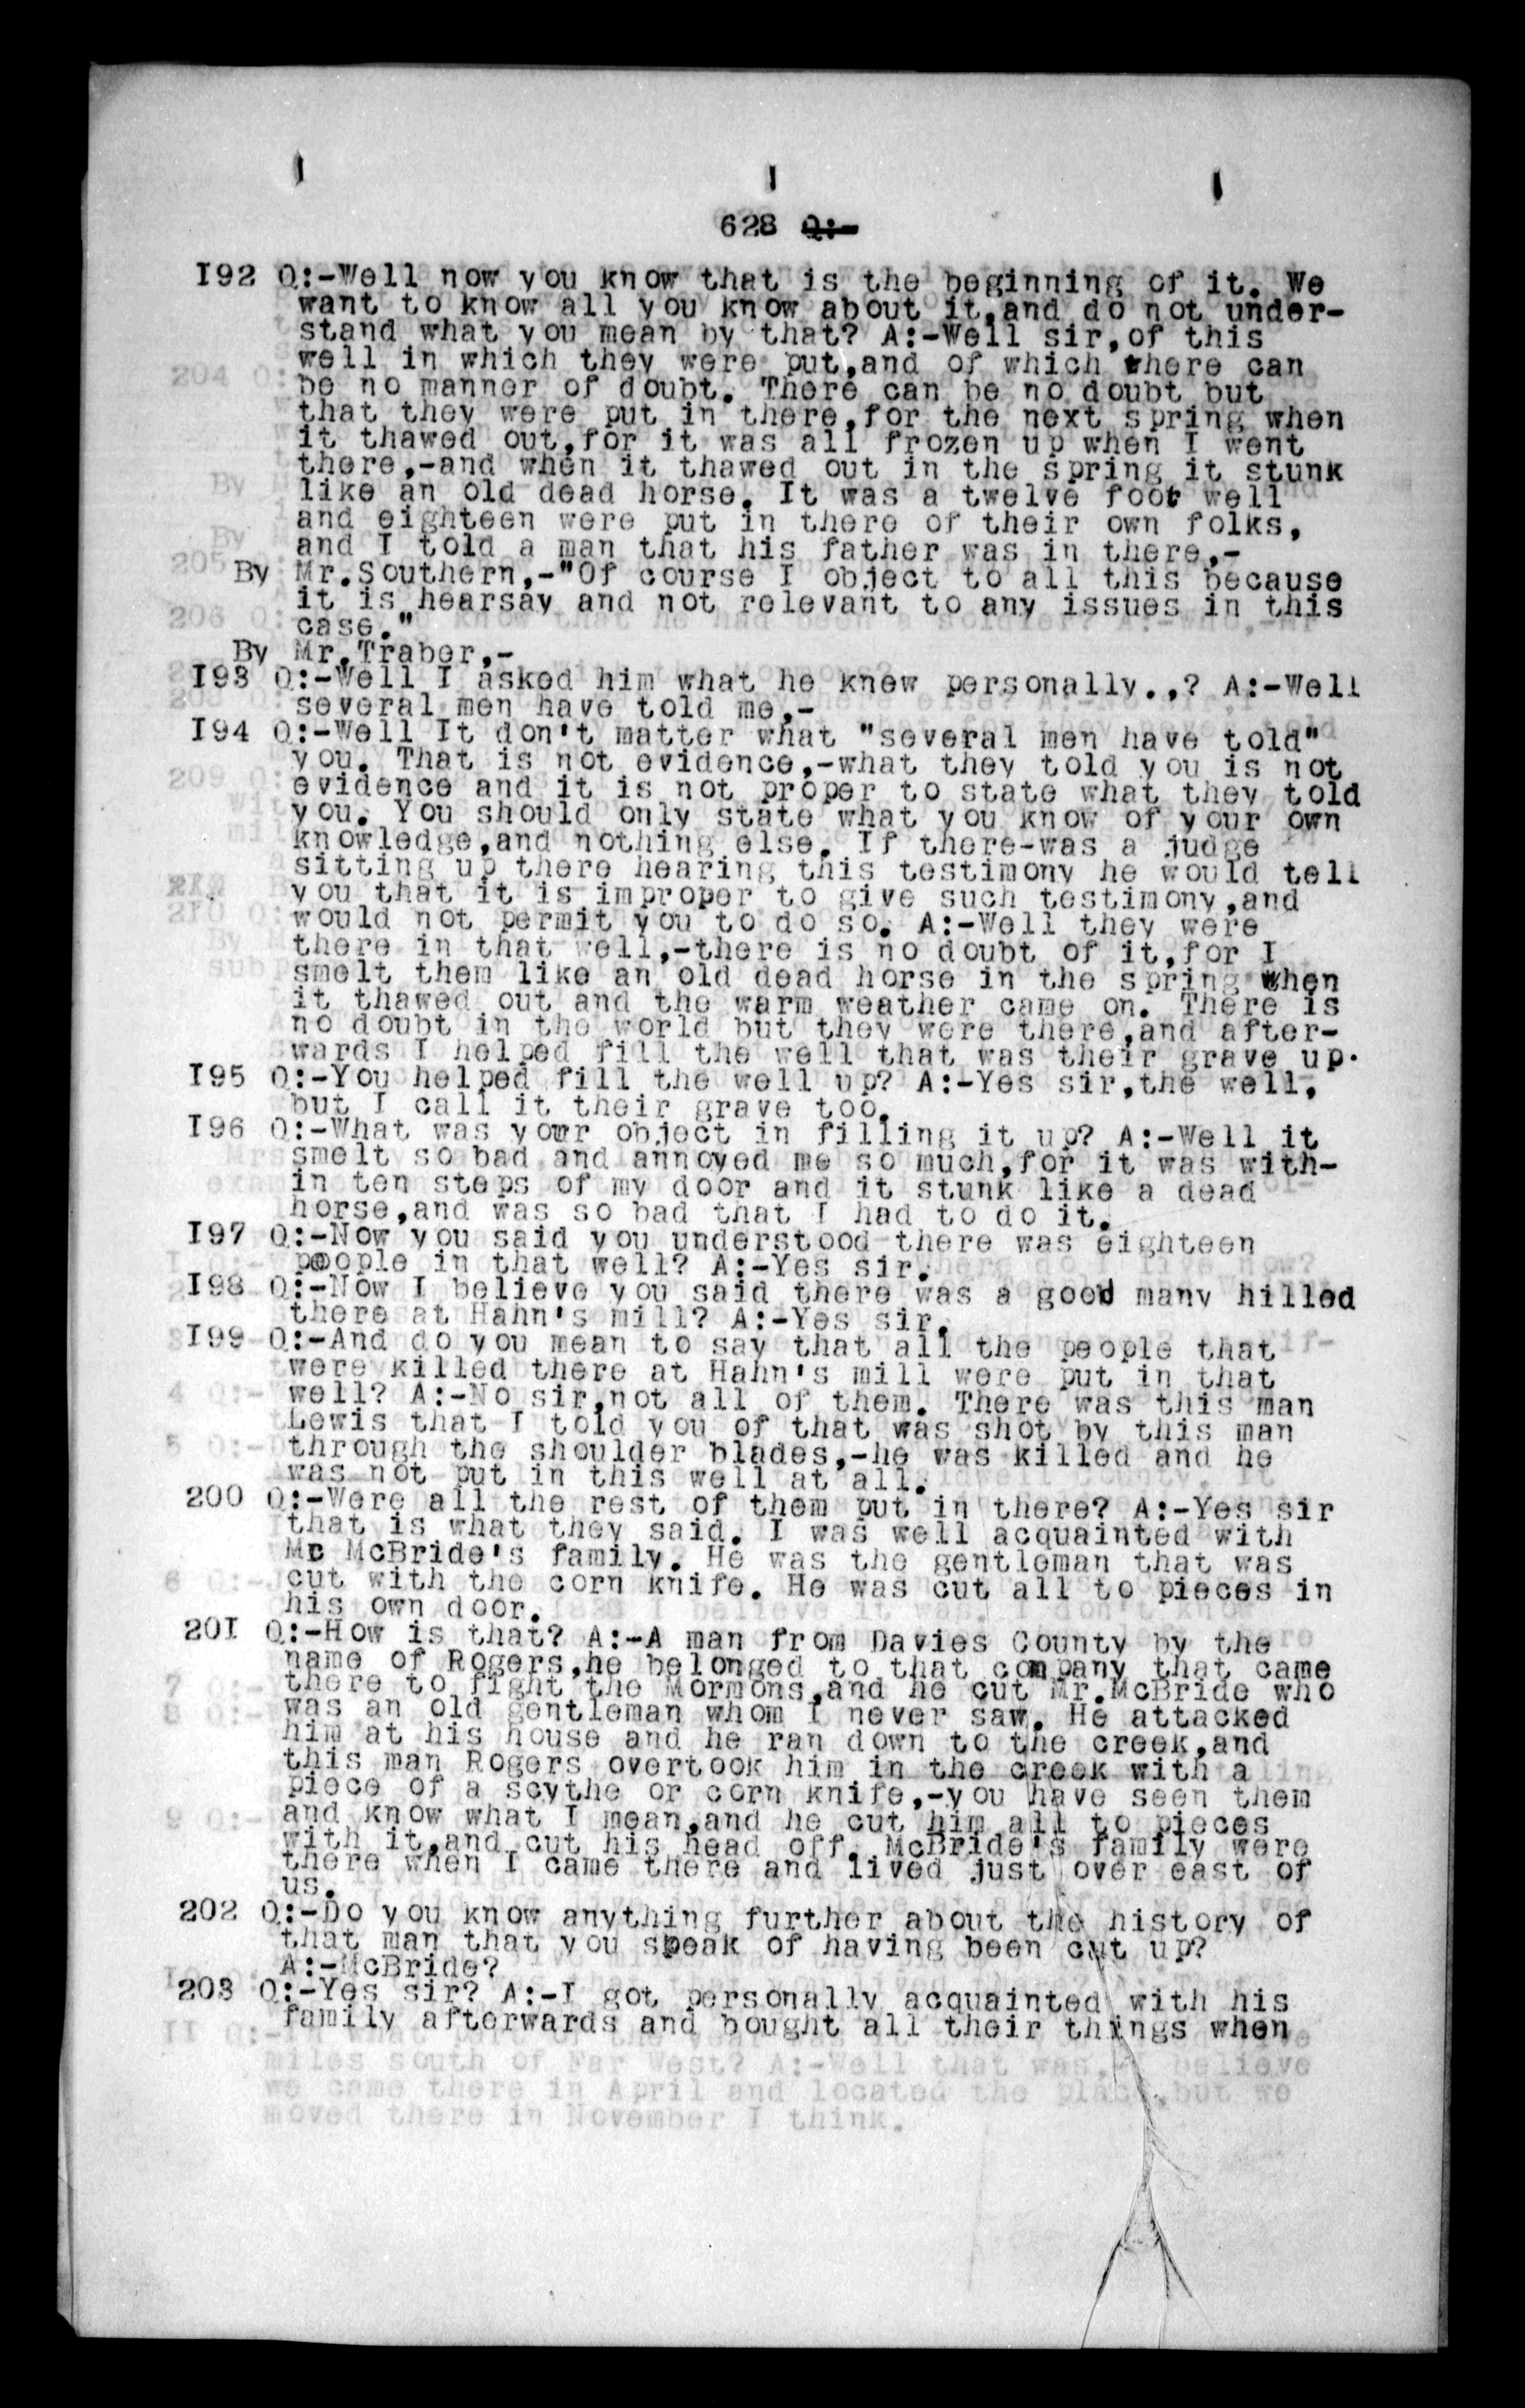 628 Q:-
I92 Q:-Well now you know that is the beginning of it. We
want to know all you know about it,and do not under-
stand what you mean by that? A:-Well sir,of this
well in which they were put,and of which there can
be no manner of doubt. There can be no doubt but
that they were put in there,for the next spring when
it thawed out,for it was all frozen up when I went
there,-and when it thawed out in the spring it stunk
like an old dead horse. It was a twelve foot well
and eighteen were put in there of their own folks,
and I told a man that his father was in there,-
By Mr.Southern,-"Of course I object to all this because
it is hearsay and not relevant to any issues in this
case."
By Mr.Traber,-
I93 Q:-Well I asked him what he knew personally..,? A:-Well
several men have told me,-
I94 Q:-Well It don't matter what "several men have told"
you. That is not evidence,-what they told you is not
evidence and it is not proper to state what they told
you. You should only state what you know of your own
knowledge,and nothing else. If there-was a judge
sitting up there hearing this testimony he would tell
you that it is improper to give such testimony,and
would not permit you to do so. A:-Well they were
there in that well,-there is no doubt of it,for I
smelt them like an old dead horse in the spring when
it thawed out and the warm weather came on. There is
no doubt in the world but they were there,and after-
wards I helped fill the well that was their grave up.
I95 Q:-You helped fill the well up? A:-Yes sir,the well,
but I call it their grave too.
I96 Q:-What was your object in filling it up? A:-Well it
smelt so bad and annoyed me so much,for it was with-
in ten steps of my door and it stunk like a dead
horse,and was so bad that I had to do it.
I97 Q:-Now you said you understood there was eighteen
people in that well? A:-Yes sir.
I98 Q:-Now I believe you said there was a good many hilled
there at Hahn's mill? A:-Yes sir.
I99 Q:-And do you mean to say that all the people that
were killed there at Hahn's mill were put in that
well? A:-No sir,not all of them. There was this man
Lewis that I told you of that was shot by this man
through the shoulder blades,-he was killed and he
was not put in this well at all.
200 Q:-Were all the rest of them put in there? A:-Yes sir
that is what they said. I was well acquainted with
Mc McBride's family. He was the gentleman that was
cut with the corn knife. He was cut all to pieces in
his own door.
20I Q:-How is that? A:-A man from Davies County by the
name of Rogers,he belonged to that company that came
there to fight the Mormons,and he cut Mr.McBride who
was an old gentleman whom I never saw. He attacked
him at his house and he ran down to the creek,and
this man Rogers overtook him in the creek with a
piece of a scythe or corn knife,-you have seen them
and know what I mean,and he cut him all to pieces
with it,and cut his head off. McBride's family were
there when I came there and lived just over east of
us.
202 Q:-Do you know anything further about the history of
that man that you speak of having been cut up?
A:-McBride?
203 Q:-Yes sir? A:-I got personally acquainted with his
family afterwards and bought all their things when
miles south of Far West? A:-Well that was,-I believe
we came there in April and located the place,but we
moved there in November I think.